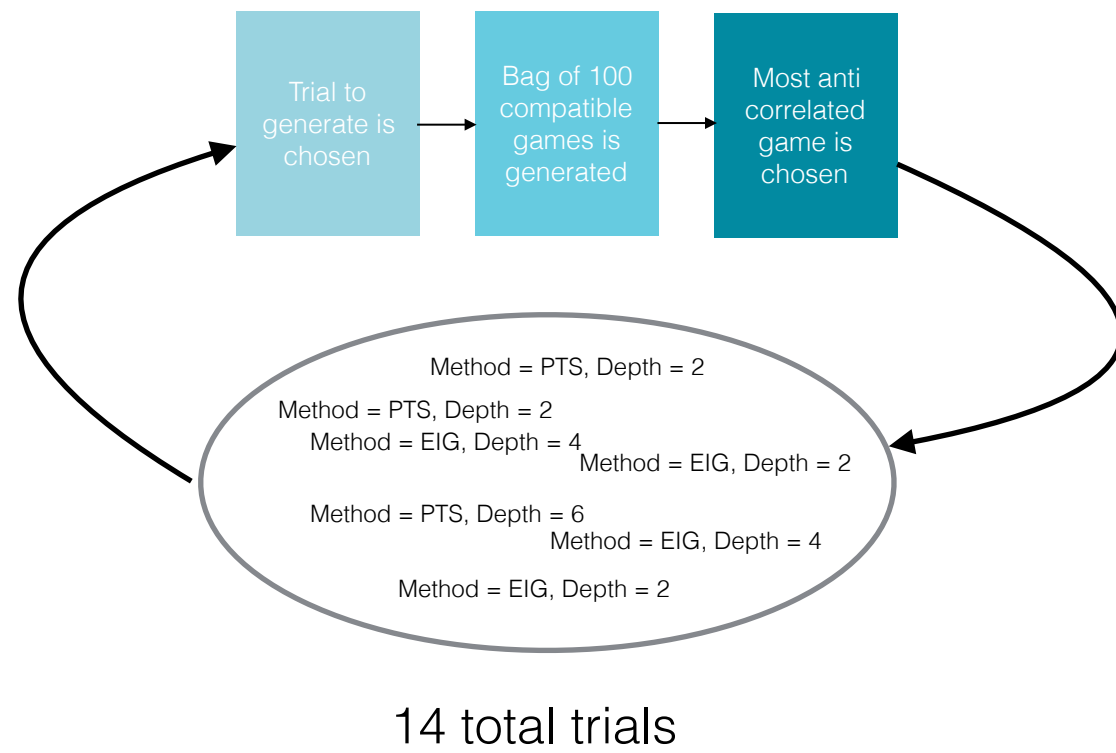 Trial to
generate is
chosen
Bag of 100
compatible
games is
generated
Most anti
correlated
game is
chosen
Method = PTS, Depth = 2
Method = PTS, Depth = 2
Method = EIG, Depth = 4
Method = EIG, Depth = 2
Method = PTS, Depth = 6
Method = EIG, Depth = 4
Method = EIG, Depth = 2
14 total trials